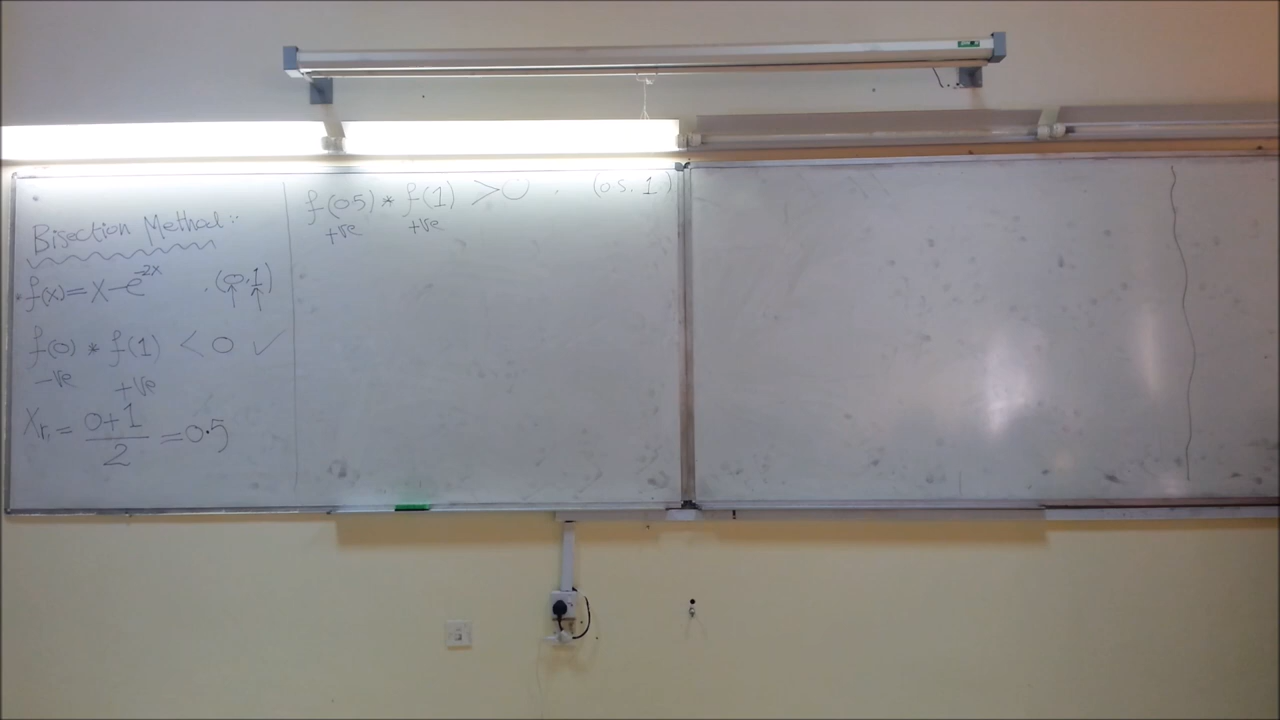 Bisection Method:-
f(x) = x - e^-2x . (0,1)
f(0) * f(1) < 0 ✓
-ve +ve
Xr, = 0+1/2 = 0.5
f(0.5) * f(1) > 0 . (0.5, 1)
+ve +ve